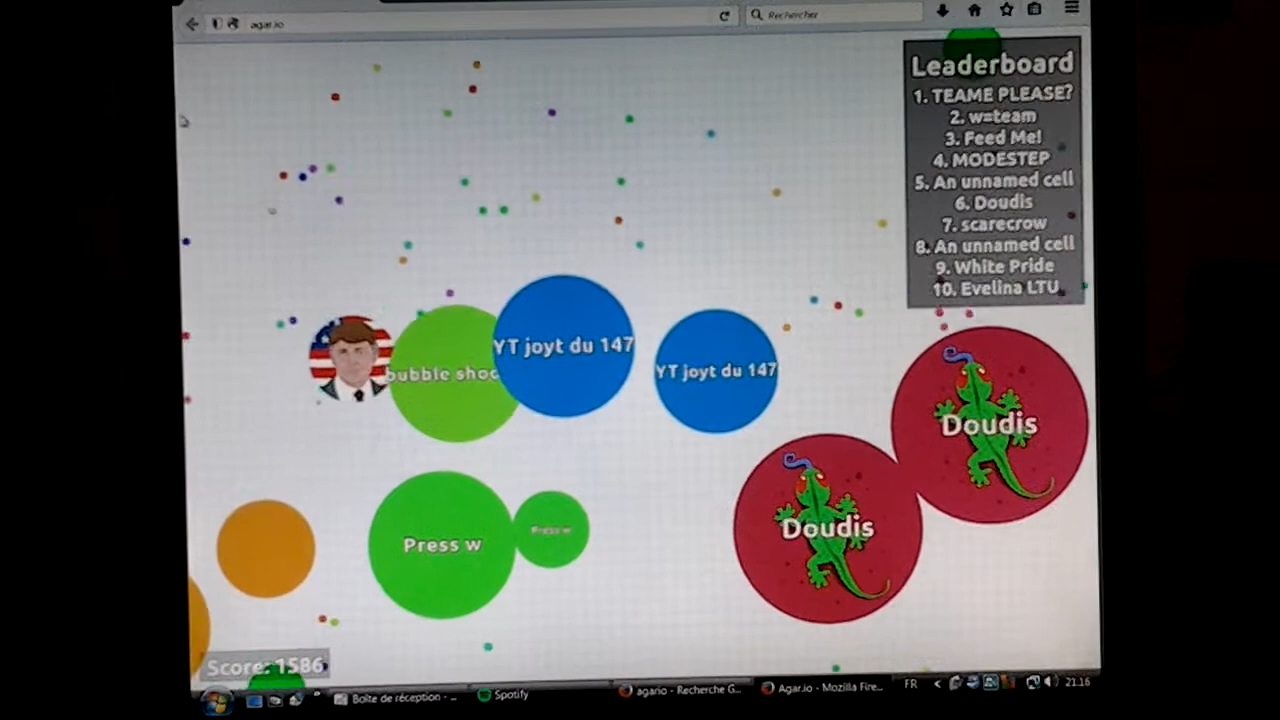 agar.io
Rechercher
Leaderboard
1. TEAME PLEASE?
2. w=team
3. Feed Me!
4. MODESTEP
5. An unnamed cell
6. Doudis
7. scarecrow
8. An unnamed cell
9. White Pride
10. Evelina LTU
bubble shoo
YT joyt du 147
YT joyt du 147
Doudis
Doudis
Press w
Press w
Score: 1586
Boîte de réception - ...
Spotify
agario - Recherche G...
Agar.io - Mozilla Fire...
FR
21:16